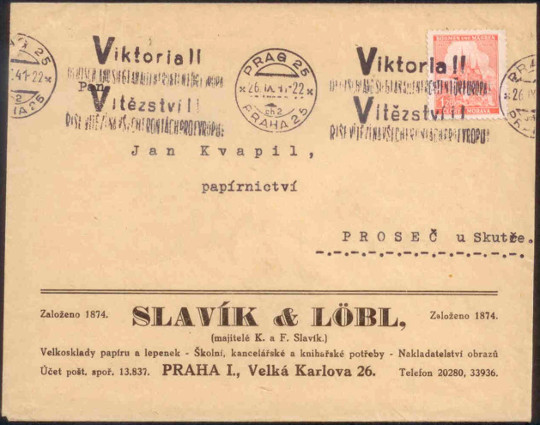 Viktoria!!
Vítězství!!
PRAG 25
26.IX.41-22
PRAHA 25
Viktoria!!
Vítězství!!
Pan
Jan Kvapil,
papírnictví
PROSEČ u Skutče.
Založeno 1874. SLAVÍK & LÖBL, Založeno 1874.
(majitelé K. a F. Slavík.)
Velkosklady papíru a lepenek - Školní, kancelářské a knihařské potřeby - Nakladatelství obrazů
Účet pošt. spoř. 13.837. PRAHA I., Velká Karlova 26. Telefon 20280, 33936.